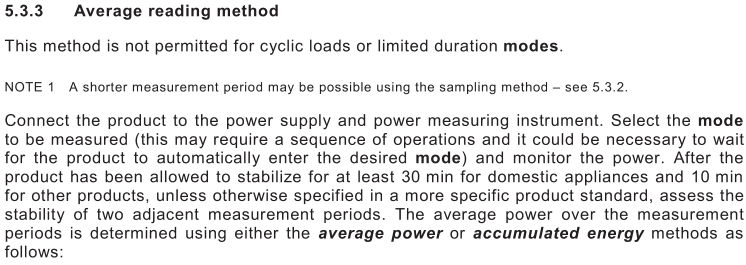 5.3.3 Average reading method
This method is not permitted for cyclic loads or limited duration modes.
NOTE 1 A shorter measurement period may be possible using the sampling method – see 5.3.2.
Connect the product to the power supply and power measuring instrument. Select the mode
to be measured (this may require a sequence of operations and it could be necessary to wait
for the product to automatically enter the desired mode) and monitor the power. After the
product has been allowed to stabilize for at least 30 min for domestic appliances and 10 min
for other products, unless otherwise specified in a more specific product standard, assess the
stability of two adjacent measurement periods. The average power over the measurement
periods is determined using either the average power or accumulated energy methods as
follows: